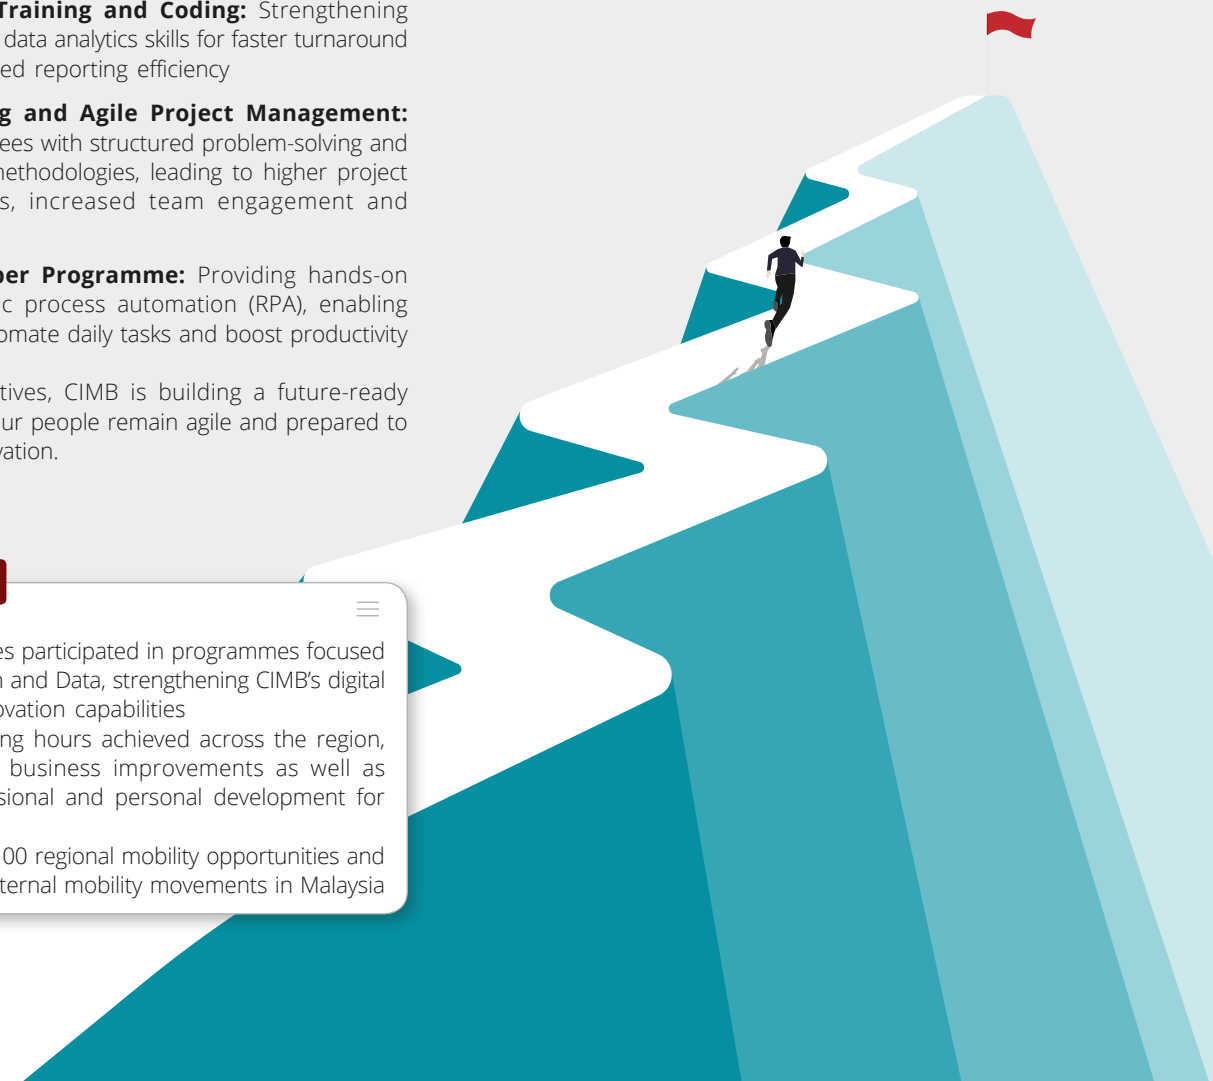 Training and Coding: Strengthening
data analytics skills for faster turnaround
ed reporting efficiency
g and Agile Project Management:
ees with structured problem-solving and
methodologies, leading to higher project
s, increased team engagement and
per Programme: Providing hands-on
c process automation (RPA), enabling
omate daily tasks and boost productivity
tives, CIMB is building a future-ready
ur people remain agile and prepared to
vation.
es participated in programmes focused
n and Data, strengthening CIMB’s digital
ovation capabilities
ng hours achieved across the region,
business improvements as well as
sional and personal development for
00 regional mobility opportunities and
ternal mobility movements in Malaysia